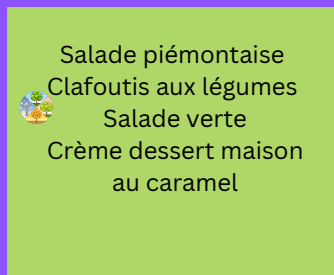 Salade piémontaise
Clafoutis aux légumes
Salade verte
Crème dessert maison
au caramel